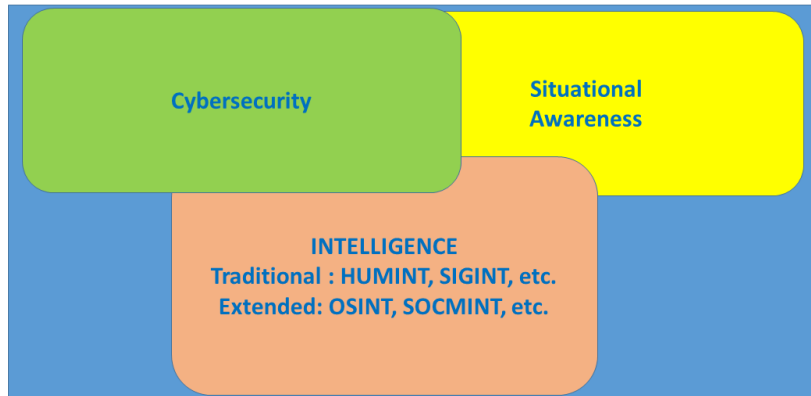 Cybersecurity
Situational
Awareness
INTELLIGENCE
Traditional : HUMINT, SIGINT, etc.
Extended: OSINT, SOCMINT, etc.